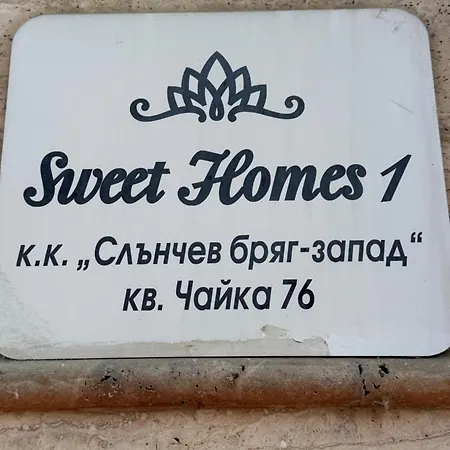 Sweet Homes 1
к.к. „Слънчев бряг-запад“
кв. Чайка 76